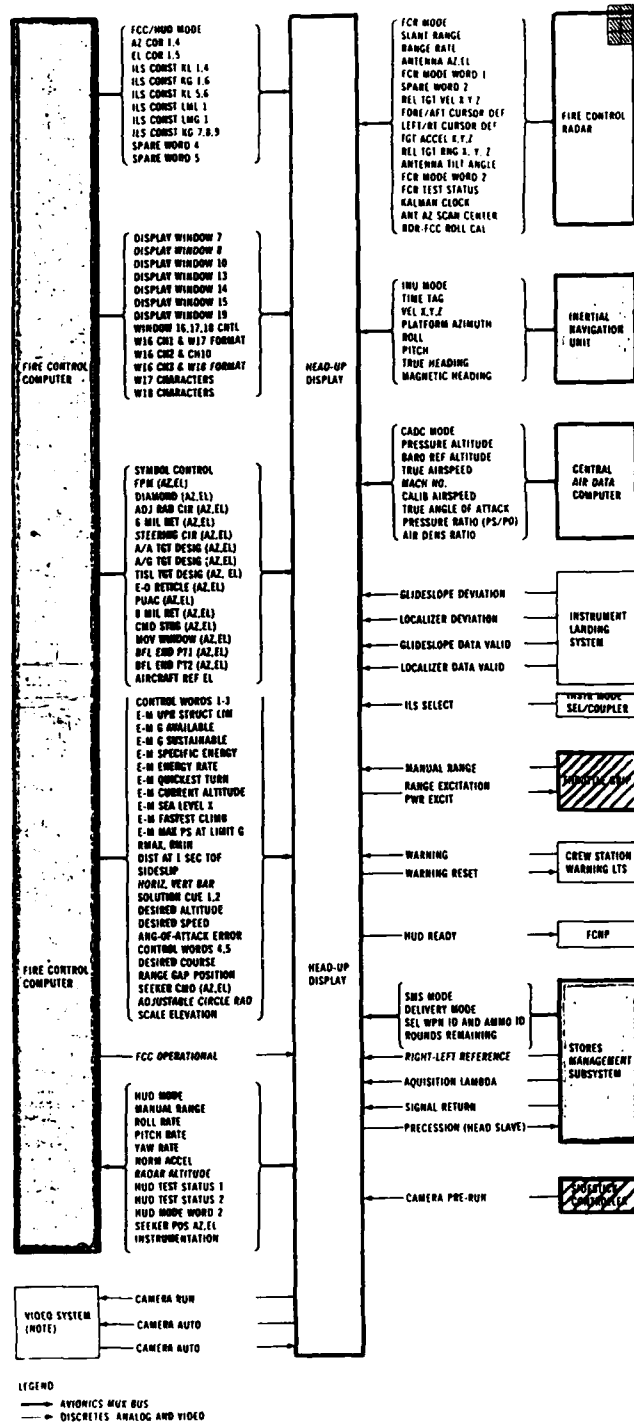 FCC/HUD MODE
AZ COR 1,4
EL COR 1,5
ILS CONST KL 1,4
ILS CONST KG 1,6
ILS CONST KL 5,6
ILS CONST LML 1
ILS CONST LMG 1
ILS CONST KG 7,8,9
SPARE WORD 4
SPARE WORD 5
DISPLAY WINDOW 7
DISPLAY WINDOW 8
DISPLAY WINDOW 10
DISPLAY WINDOW 13
DISPLAY WINDOW 14
DISPLAY WINDOW 15
DISPLAY WINDOW 19
WINDOW 16,17,18 CNTL
W16 CH1 & W17 FORMAT
W16 CH2 & CH10
W16 CH3 & W18 FORMAT
W17 CHARACTERS
W18 CHARACTERS
FIRE CONTROL
COMPUTER
SYMBOL CONTROL
FPM (AZ,EL)
DIAMOND (AZ,EL)
ADJ RAD CIR (AZ,EL)
6 MIL RET (AZ,EL)
STEERING CIR (AZ,EL)
A/A TGT DESIG (AZ,EL)
A/G TGT DESIG (AZ,EL)
TISL TGT DESIG (AZ, EL)
E-O RETICLE (AZ,EL)
PUAC (AZ,EL)
8 MIL RET (AZ,EL)
CMD STNG (AZ,EL)
MOV WINDOW (AZ,EL)
BFL END PT1 (AZ,EL)
BFL END PT2 (AZ,EL)
AIRCRAFT REF EL
CONTROL WORDS 1-3
E-M UPR STRUCT LIM
E-M G AVAILABLE
E-M G SUSTAINABLE
E-M SPECIFIC ENERGY
E-M ENERGY RATE
E-M QUICKEST TURN
E-M CURRENT ALTITUDE
E-M SEA LEVEL X
E-M FASTEST CLIMB
E-M MAX PS AT LIMIT G
RMAX, RMIN
DIST AT 1 SEC TOF
SIDESLIP
HORIZ, VERT BAR
SOLUTION CUE 1,2
DESIRED ALTITUDE
DESIRED SPEED
ANG-OF-ATTACK ERROR
CONTROL WORDS 4,5
DESIRED COURSE
RANGE GAP POSITION
SEEKER CMD (AZ,EL)
ADJUSTABLE CIRCLE RAD
SCALE ELEVATION
FIRE CONTROL
COMPUTER
FCC OPERATIONAL
HUD MODE
MANUAL RANGE
ROLL RATE
PITCH RATE
YAW RATE
NORM ACCEL
RADAR ALTITUDE
HUD TEST STATUS 1
HUD TEST STATUS 2
HUD MODE WORD 2
SEEKER POS AZ,EL
INSTRUMENTATION
VIDEO SYSTEM
(NOTE)
CAMERA RUN
CAMERA AUTO
CAMERA AUTO
HEAD-UP
DISPLAY
HEAD-UP
DISPLAY
FCR MODE
SLANT RANGE
RANGE RATE
ANTENNA AZ,EL
FCR MODE WORD 1
SPARE WORD 2
REL TGT VEL X Y Z
FORE/AFT CURSOR DEF
LEFT/RT CURSOR DEF
TGT ACCEL X,Y,Z
REL TGT RNG X, Y, Z
ANTENNA TILT ANGLE
FCR MODE WORD 2
FCR TEST STATUS
KALMAN CLOCK
ANT AZ SCAN CENTER
RDR-FCC ROLL CAL
FIRE CONTROL
RADAR
INU MODE
TIME TAG
VEL X,Y,Z
PLATFORM AZIMUTH
ROLL
PITCH
TRUE HEADING
MAGNETIC HEADING
INERTIAL
NAVIGATION
UNIT
CADC MODE
PRESSURE ALTITUDE
BARO REF ALTITUDE
TRUE AIRSPEED
MACH NO.
CALIB AIRSPEED
TRUE ANGLE OF ATTACK
PRESSURE RATIO (PS/PO)
AIR DENS RATIO
CENTRAL
AIR DATA
COMPUTER
GLIDESLOPE DEVIATION
LOCALIZER DEVIATION
GLIDESLOPE DATA VALID
LOCALIZER DATA VALID
INSTRUMENT
LANDING
SYSTEM
ILS SELECT
INSTR MODE
SEL/COUPLER
MANUAL RANGE
RANGE EXCITATION
PWR EXCIT
THROTTLE GRIP
WARNING
WARNING RESET
CREW STATION
WARNING LTS
HUD READY
FCNP
SMS MODE
DELIVERY MODE
SEL WPN ID AND AMMO ID
ROUNDS REMAINING
RIGHT-LEFT REFERENCE
AQUISITION LAMBDA
SIGNAL RETURN
PRECESSION (HEAD SLAVE)
STORES
MANAGEMENT
SUBSYSTEM
CAMERA PRE-RUN
SIDESTICK
CONTROLLER
LEGEND
AVIONICS MUX BUS
DISCRETES ANALOG AND VIDEO